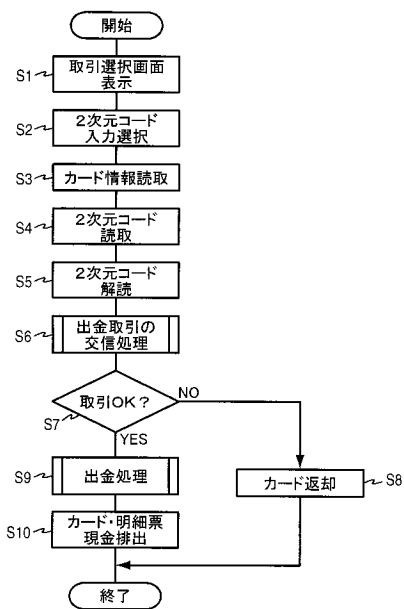 開始
S1
取引選択画面
表示
S2
2次元コード
入力選択
S3
カード情報読取
S4
2次元コード
読取
S5
2次元コード
解読
S6
出金取引の
交信処理
取引OK?
NO
S7
YES
S9
出金処理
カード返却
S8
S10
カード・明細票
現金排出
終了